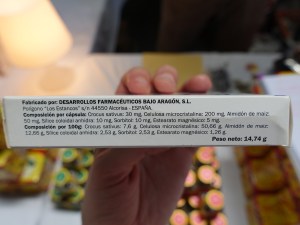 Fabricado por: DESARROLLOS FARMACÉUTICOS BAJO ARAGÓN, S.L.
Polígono "Los Estancos" s/n 44550 Alcorisa - ESPAÑA.
Composición por cápsula: Crocus sativus: 30 mg, Celulosa microcristalina: 200 mg, Almidón de maíz:
50 mg, Sílice coloidal anhidra: 10 mg, Sorbitol: 10 mg, Estearato magnésico: 5 mg.
Composición por 100g: Crocus sativus: 7,6 g, Celulosa microcristalina: 50,66 g, Almidón de maíz:
12,66 g, Sílice coloidal anhidra: 2,53 g, Sorbitol: 2,53 g, Estearato magnésico: 1,26 g.
Peso neto: 14,74 g